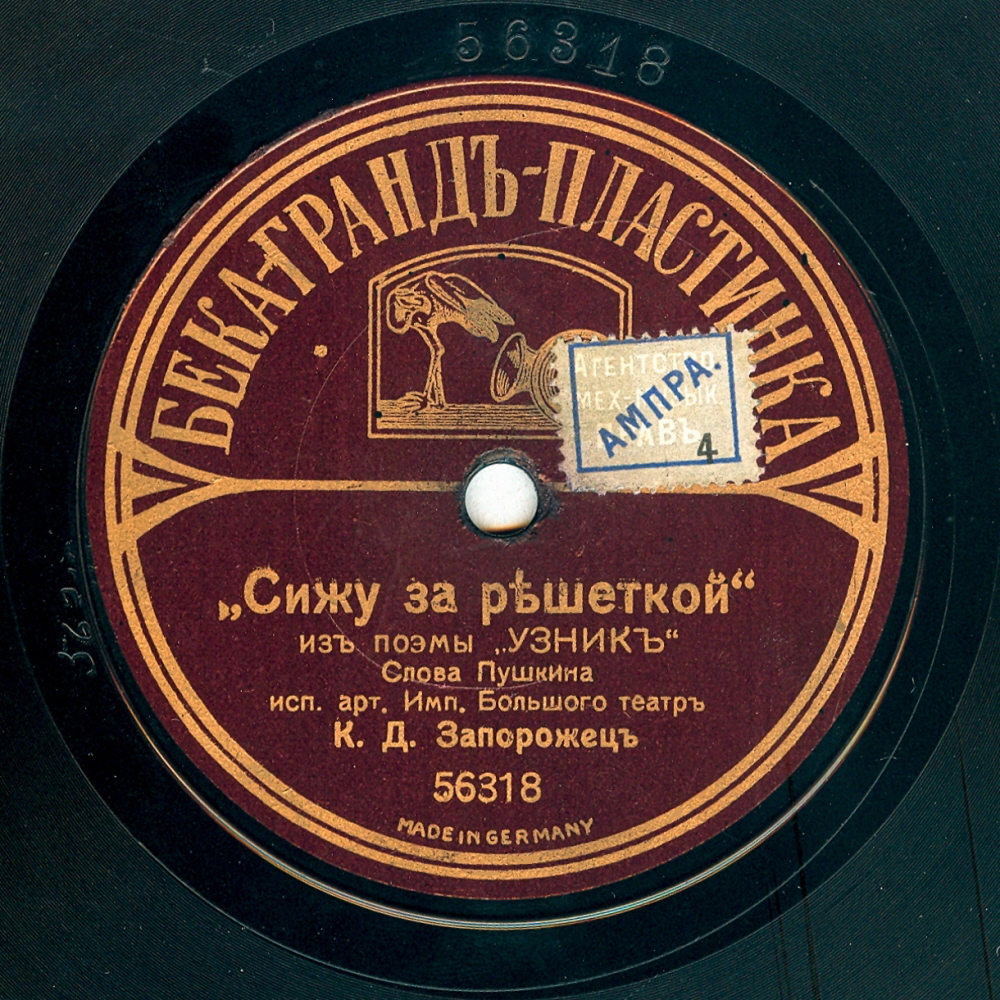 56318
БЕКА-ГРАНДЪ-ПЛАСТИНКА
АМПРА.
4
„Сижу за рѣшеткой“
изъ поэмы „УЗНИКЪ“
Слова Пушкина
исп. арт. Имп. Большого театръ
К. Д. Запорожецъ
56318
MADE IN GERMANY